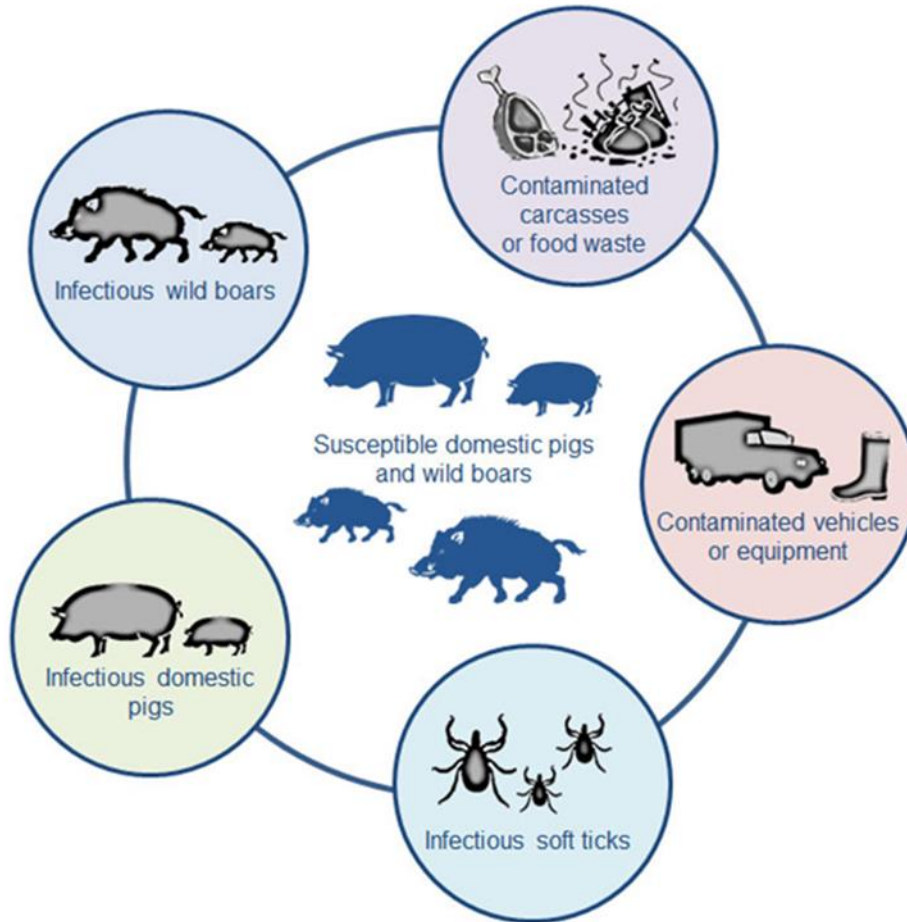 Contaminated
carcasses
or food waste
Infectious wild boars
Susceptible domestic pigs
and wild boars
Contaminated vehicles
or equipment
Infectious domestic
pigs
Infectious soft ticks